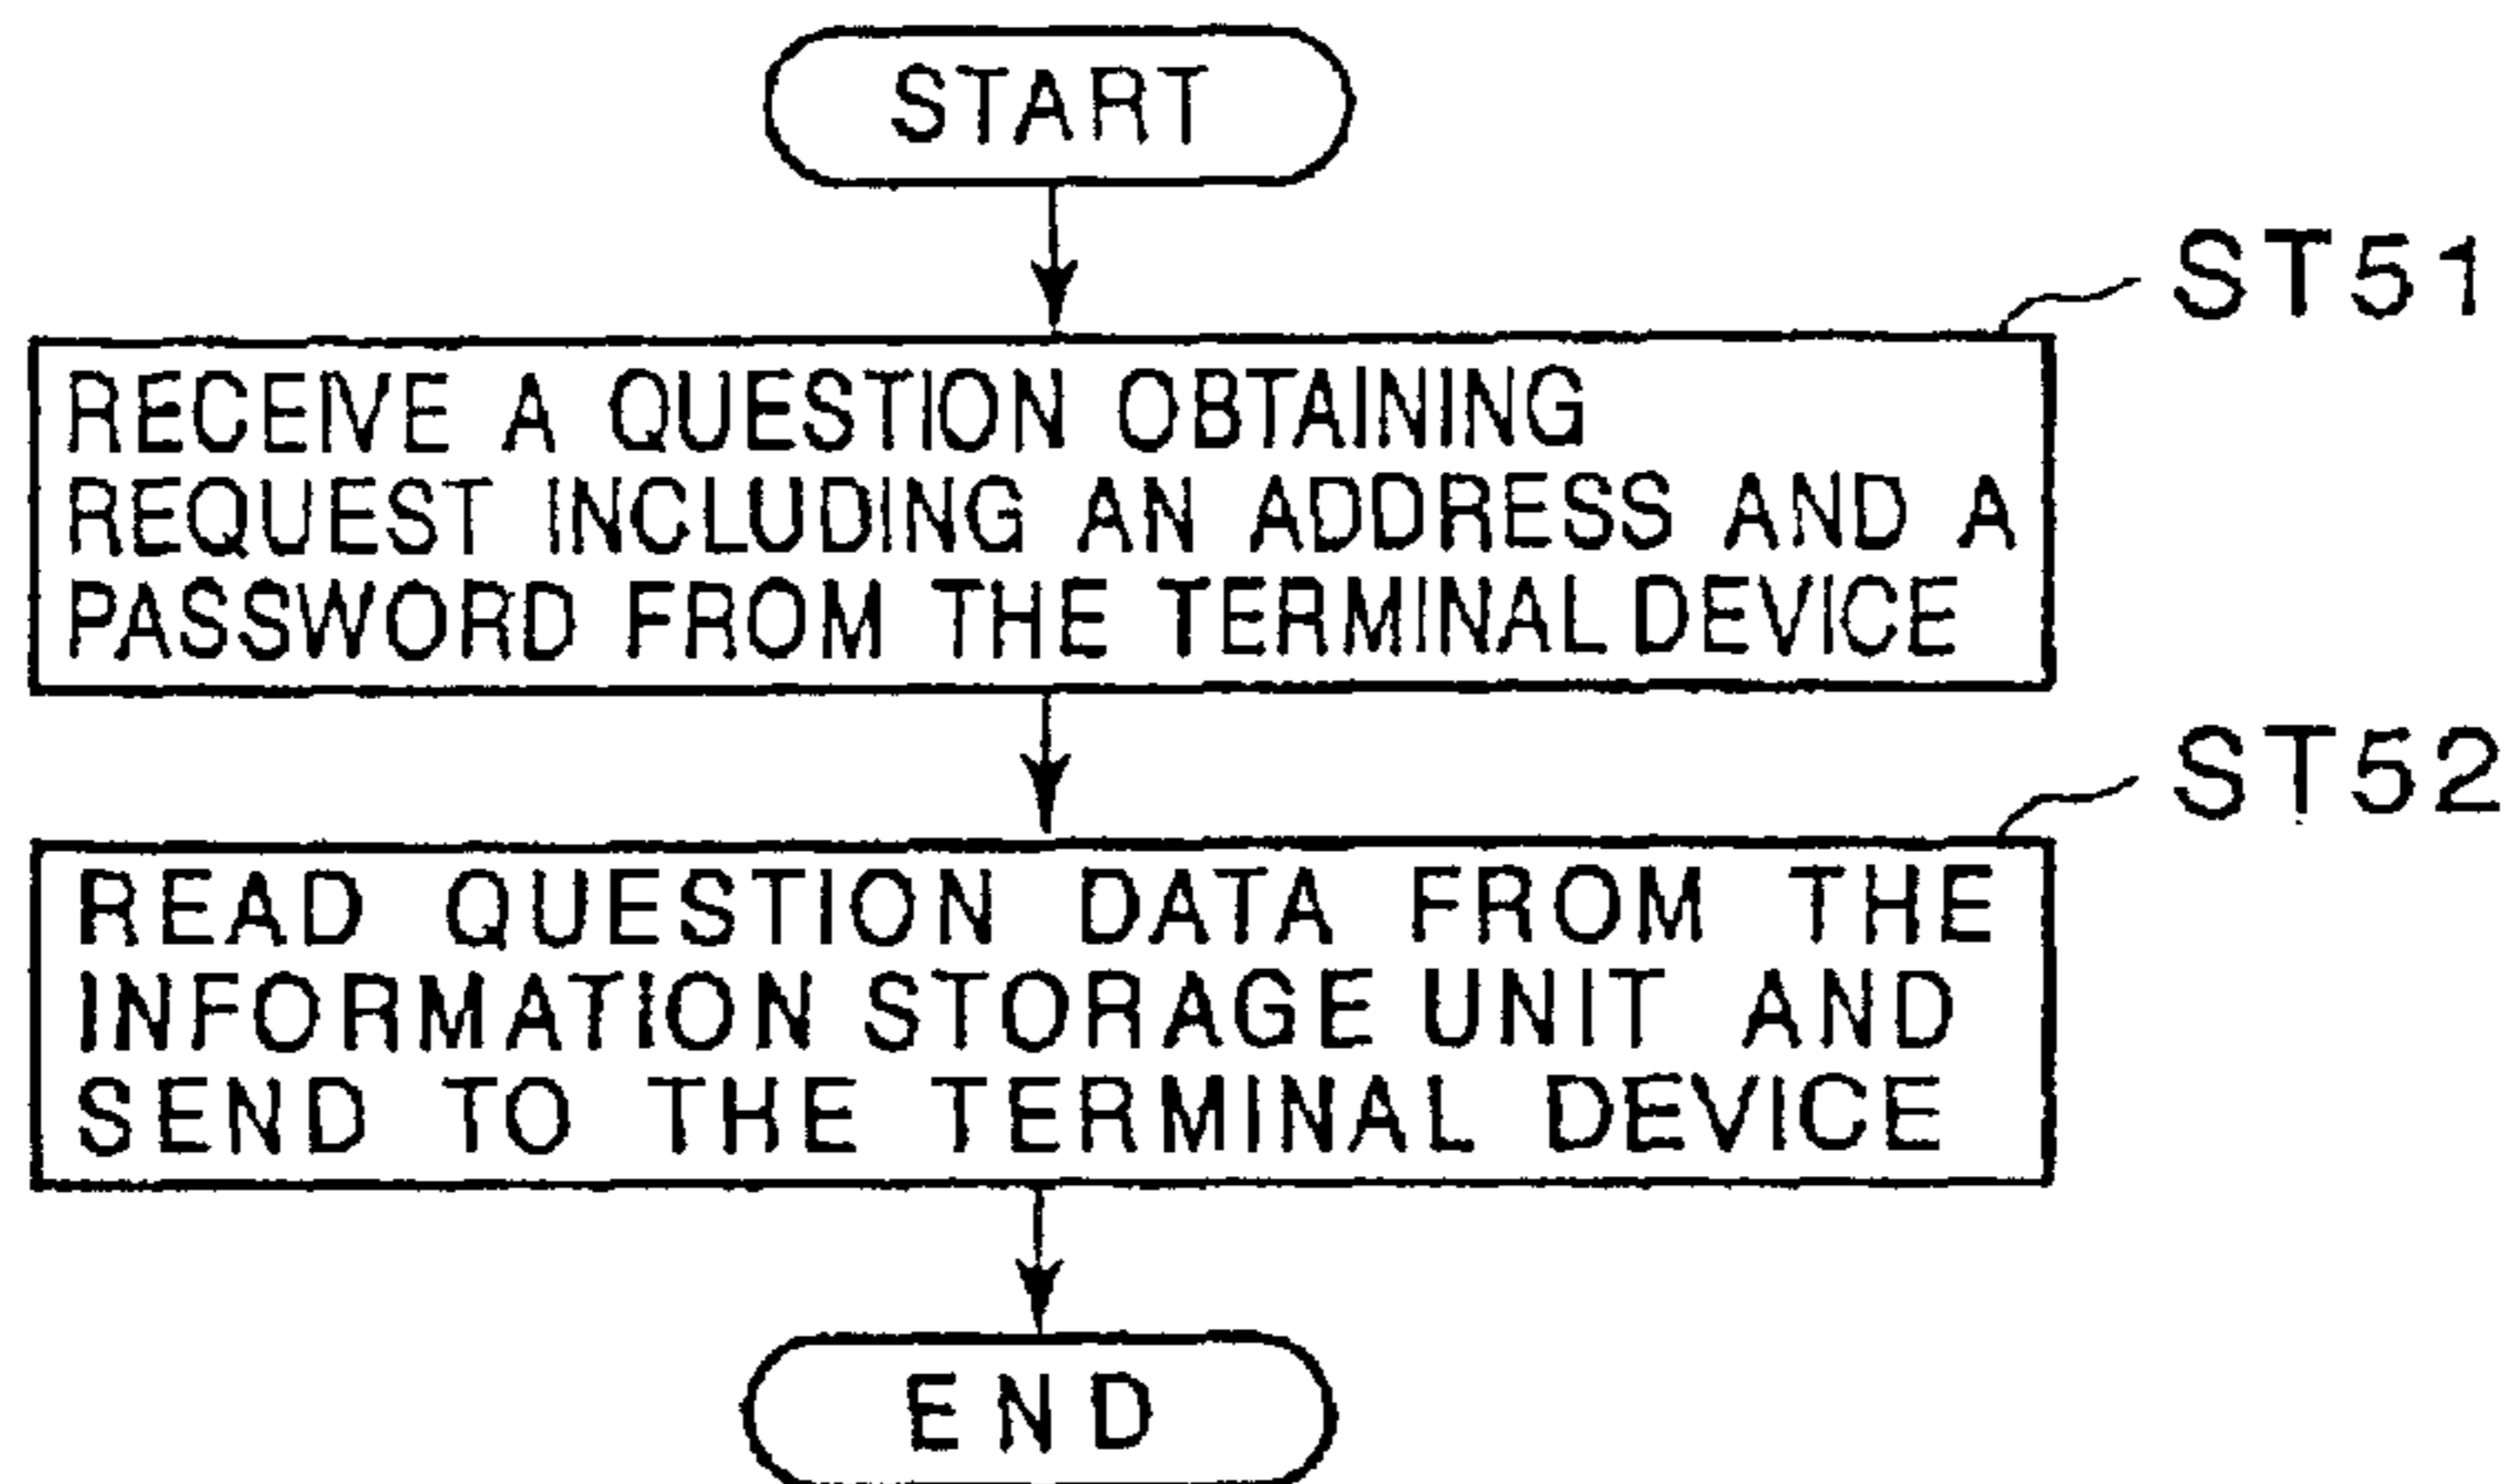 START
ST51
RECEIVE A QUESTION OBTAINING
REQUEST INCLUDING AN ADDRESS AND A
PASSWORD FROM THE TERMINAL DEVICE
ST52
READ QUESTION DATA FROM THE
INFORMATION STORAGE UNIT AND
SEND TO THE TERMINAL DEVICE
END